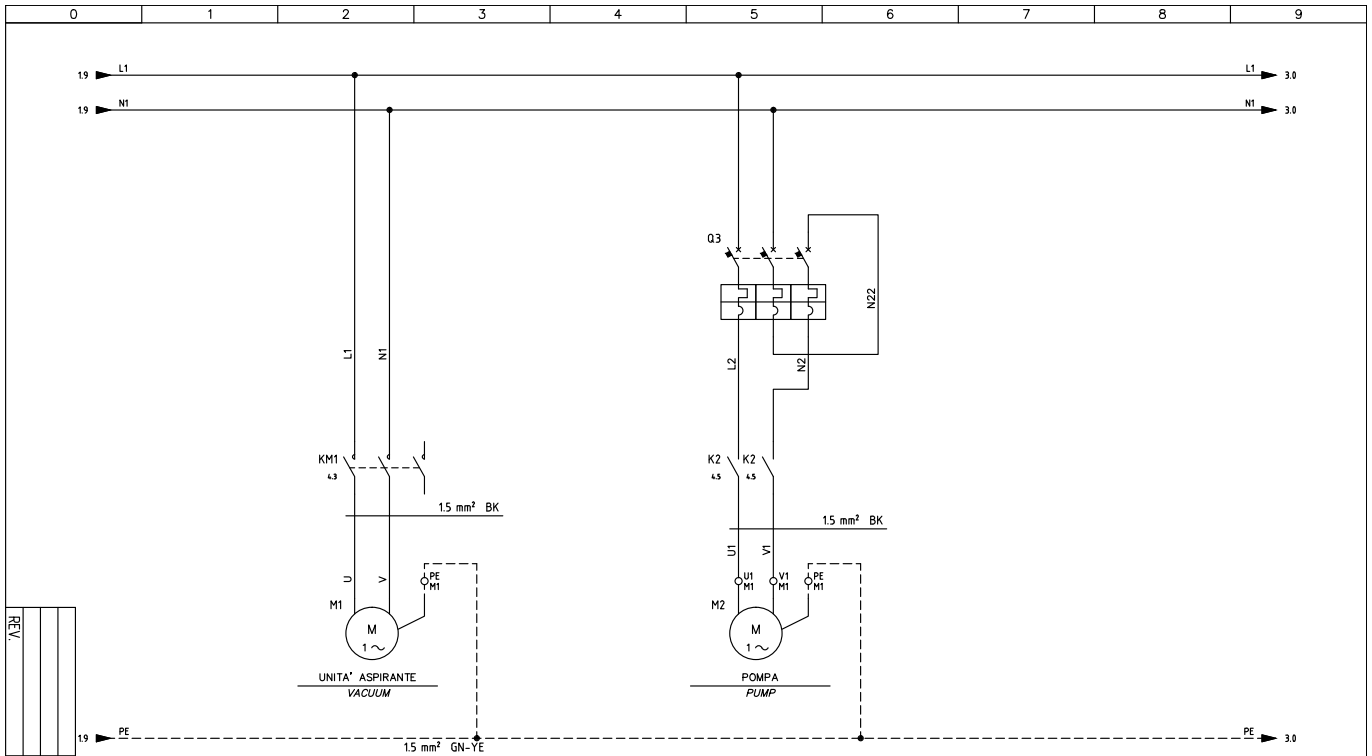 0 1 2 3 4 5 6 7 8 9
1.9 L1 L1 3.0
1.9 N1 N1 3.0
Q3
N22
L1 N1 L2 N2
KM1 K2 K2
4.3 4.5 4.5
1.5 mm² BK
1.5 mm² BK
U1 V1
U V PE U1 V1 PE
M1 M1 M1 M1
M1 M2
M M
1 ~ 1 ~
REV.
UNITA' ASPIRANTE POMPA
VACUUM PUMP
1.9 PE PE 3.0
1.5 mm² GN-YE